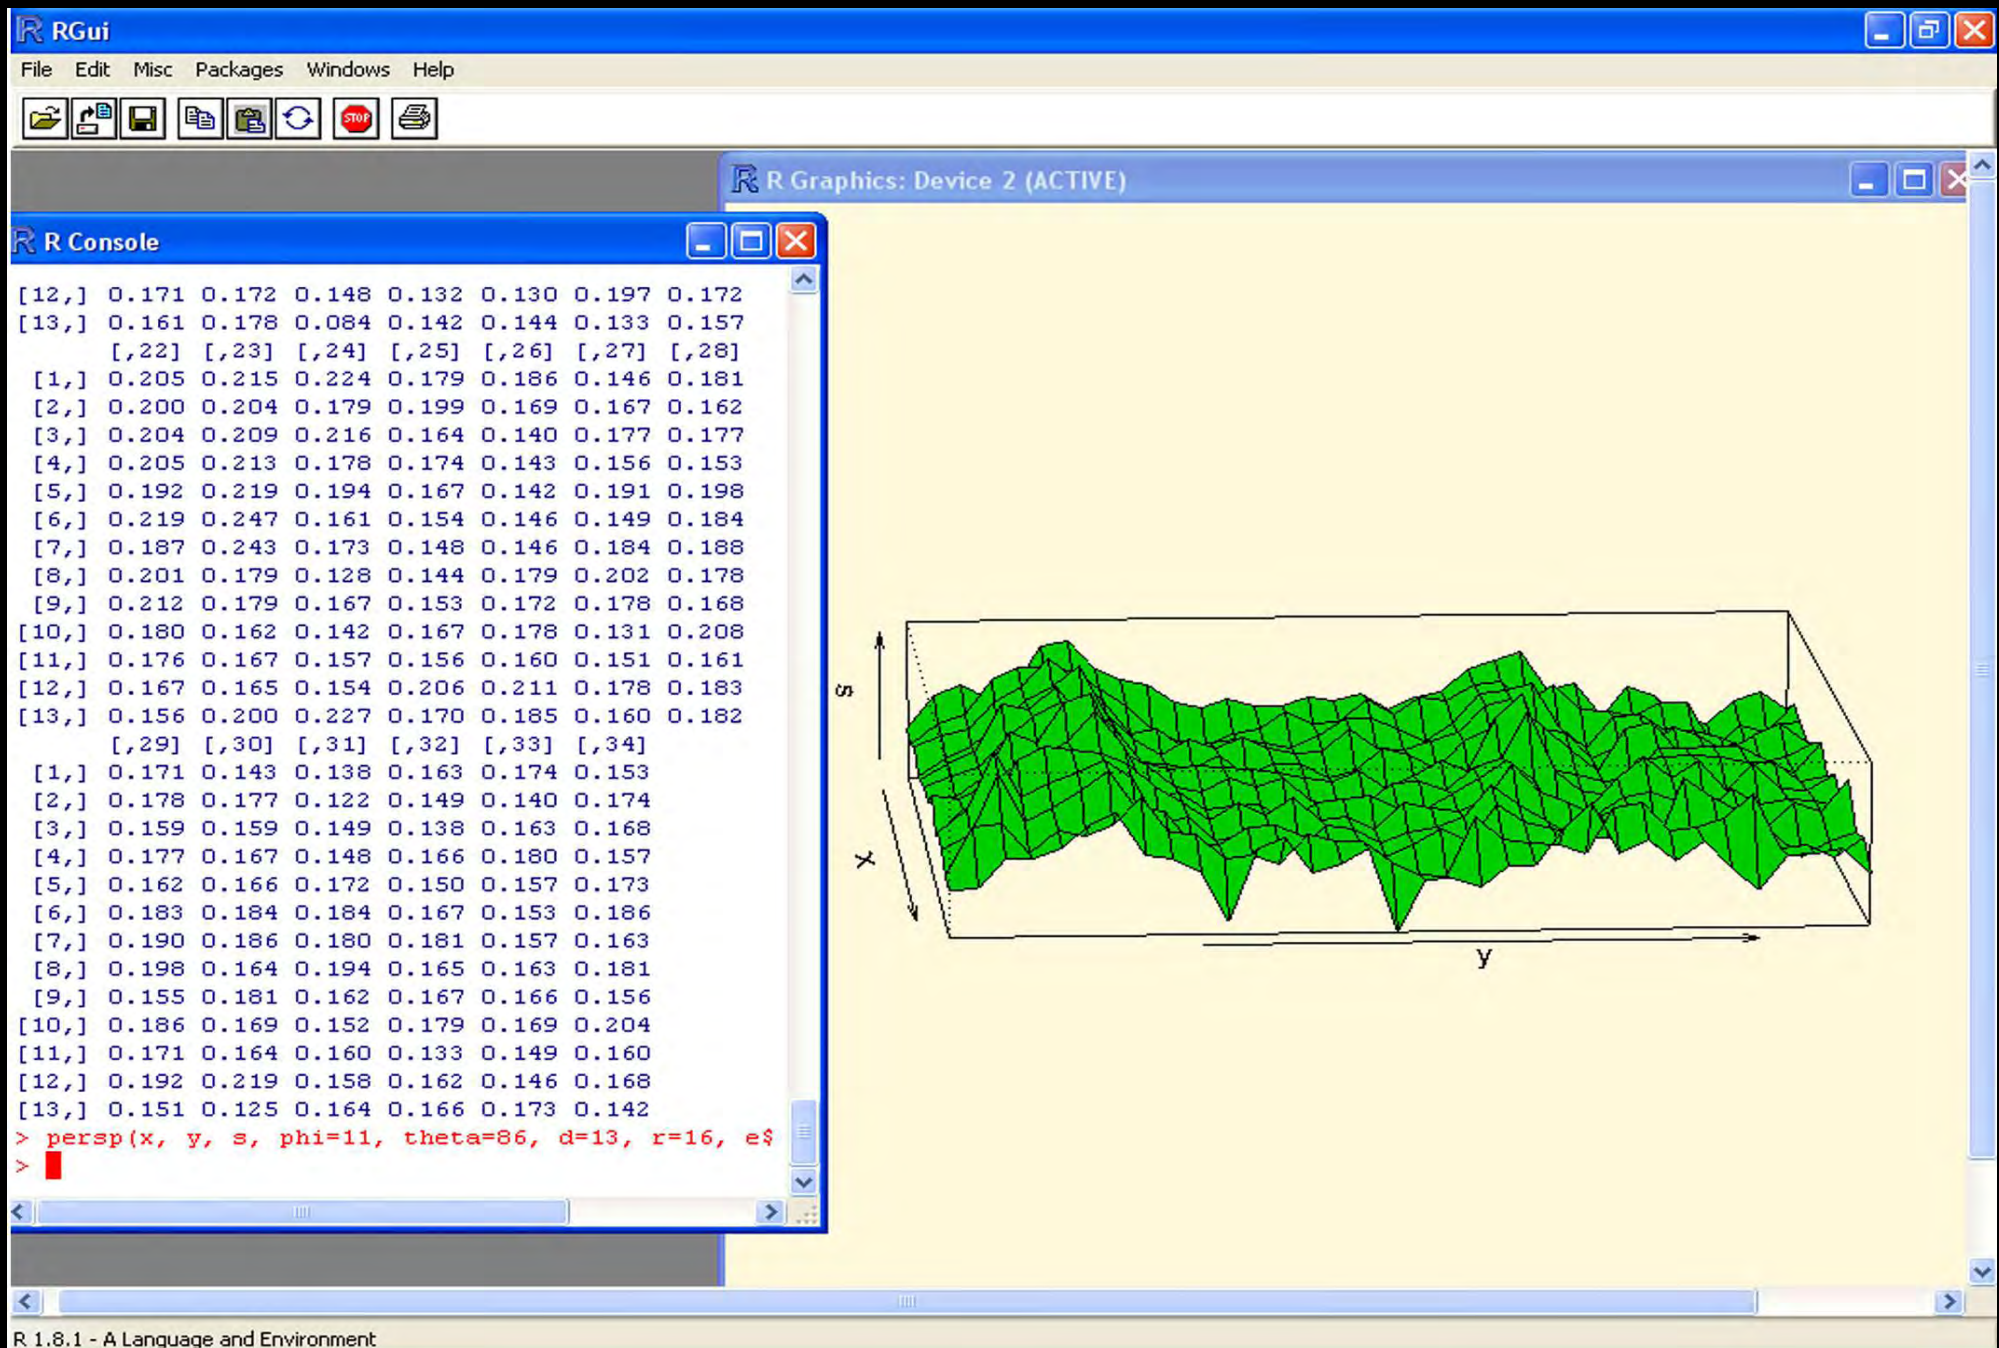 RGui
File Edit Misc Packages Windows Help
STOP
R Graphics: Device 2 (ACTIVE)
R Console
[12,] 0.171 0.172 0.148 0.132 0.130 0.197 0.172
[13,] 0.161 0.178 0.084 0.142 0.144 0.133 0.157
[,22] [,23] [,24] [,25] [,26] [,27] [,28]
[1,] 0.205 0.215 0.224 0.179 0.186 0.146 0.181
[2,] 0.200 0.204 0.179 0.199 0.169 0.167 0.162
[3,] 0.204 0.209 0.216 0.164 0.140 0.177 0.177
[4,] 0.205 0.213 0.178 0.174 0.143 0.156 0.153
[5,] 0.192 0.219 0.194 0.167 0.142 0.191 0.198
[6,] 0.219 0.247 0.161 0.154 0.146 0.149 0.184
[7,] 0.187 0.243 0.173 0.148 0.146 0.184 0.188
[8,] 0.201 0.179 0.128 0.144 0.179 0.202 0.178
[9,] 0.212 0.179 0.167 0.153 0.172 0.178 0.168
[10,] 0.180 0.162 0.142 0.167 0.178 0.131 0.208
[11,] 0.176 0.167 0.157 0.156 0.160 0.151 0.161
[12,] 0.167 0.165 0.154 0.206 0.211 0.178 0.183
[13,] 0.156 0.200 0.227 0.170 0.185 0.160 0.182
[,29] [,30] [,31] [,32] [,33] [,34]
[1,] 0.171 0.143 0.138 0.163 0.174 0.153
[2,] 0.178 0.177 0.122 0.149 0.140 0.174
[3,] 0.159 0.159 0.149 0.138 0.163 0.168
[4,] 0.177 0.167 0.148 0.166 0.180 0.157
[5,] 0.162 0.166 0.172 0.150 0.157 0.173
[6,] 0.183 0.184 0.184 0.167 0.153 0.186
[7,] 0.190 0.186 0.180 0.181 0.157 0.163
[8,] 0.198 0.164 0.194 0.165 0.163 0.181
[9,] 0.155 0.181 0.162 0.167 0.166 0.156
[10,] 0.186 0.169 0.152 0.179 0.169 0.204
[11,] 0.171 0.164 0.160 0.133 0.149 0.160
[12,] 0.192 0.219 0.158 0.162 0.146 0.168
[13,] 0.151 0.125 0.164 0.166 0.173 0.142
> persp(x, y, s, phi=11, theta=86, d=13, r=16, e$
>
s
x
y
R 1.8.1 - A Language and Environment